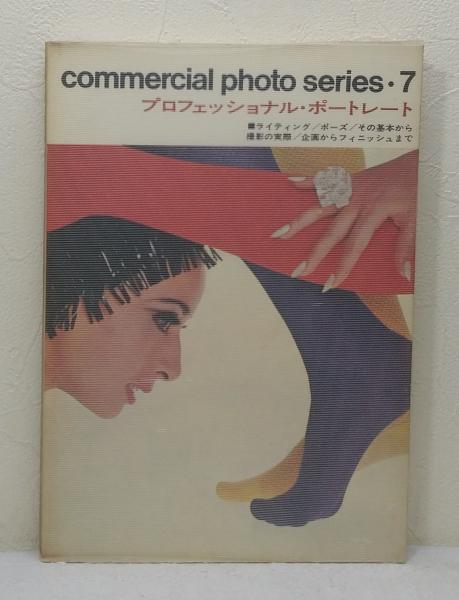 commercial photo series・7
プロフェッショナル・ポートレート
■ライティング/ポーズ/その基本から
撮影の実際/企画からフィニッシュまで